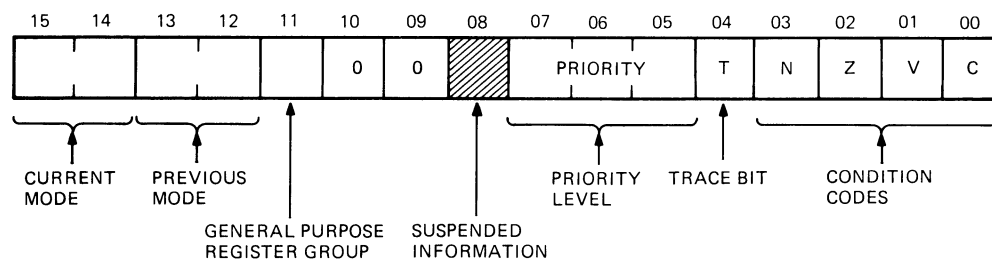 15 14 13 12 11 10 09 08 07 06 05 04 03 02 01 00
0 0 PRIORITY T N Z V C
CURRENT
MODE
PREVIOUS
MODE
GENERAL PURPOSE
REGISTER GROUP
SUSPENDED
INFORMATION
PRIORITY
LEVEL
TRACE BIT
CONDITION
CODES